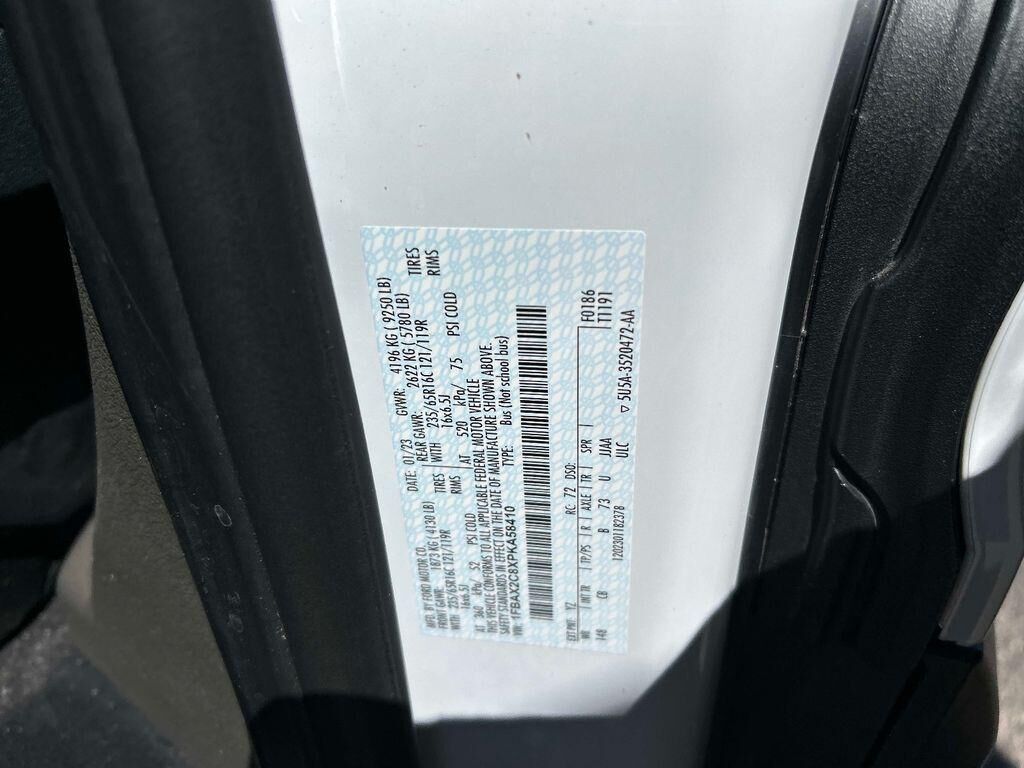 MFD. BY FORD MOTOR CO. DATE: 01/23 GVWR: 4196 KG ( 9250 LB)
FRONT GAWR: 1873 KG ( 4130 LB) REAR GAWR: 2622 KG ( 5780 LB)
WITH 235/65R16C 121/119R TIRES WITH 235/65R16C 121/119R TIRES
16x6.5J RIMS 16x6.5J RIMS
AT 360 kPa/ 52 PSI COLD AT 520 kPa/ 75 PSI COLD
THIS VEHICLE CONFORMS TO ALL APPLICABLE FEDERAL MOTOR VEHICLE
SAFETY STANDARDS IN EFFECT ON THE DATE OF MANUFACTURE SHOWN ABOVE.
VIN: 1FBAX2C8XPKA58410 TYPE: Bus (Not school bus)
EXT PNT: YZ RC: 72 DSO: F0186
WB INT TR TP/PS R AXLE TR SPR T1191
148 CB B 73 U JJAA
120230118237B ULC ▽ 5U5A-3520472-AA